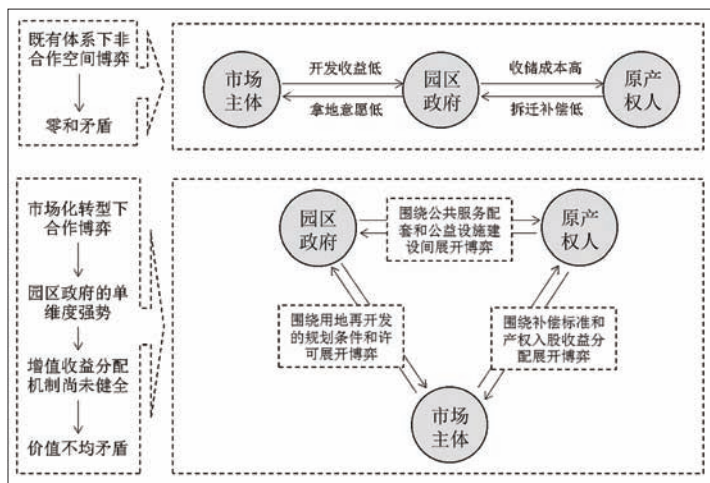 既有体系下非
合作空间博弈
零和矛盾
市场
主体
开发收益低
拿地意愿低
园区
政府
收储成本高
拆迁补偿低
原产
权人
市场化转型下
合作博弈
园区政府的单
维度强势
增值收益分配
机制尚未健全
价值不均矛盾
园区
政府
围绕公共服务配
套和公益设施建
设间展开博弈
原产
权人
围绕用地再开发
的规划条件和许
可展开博弈
围绕补偿标准和
产权入股收益分
配展开博弈
市场
主体